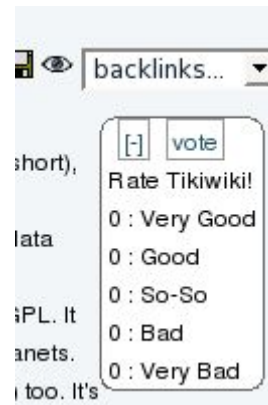 backlinks...
[-] vote
short),
Rate Tikiwiki!
0 : Very Good
lata
0 : Good
0 : So-So
GPL. It
0 : Bad
anets.
0 : Very Bad
too. It's